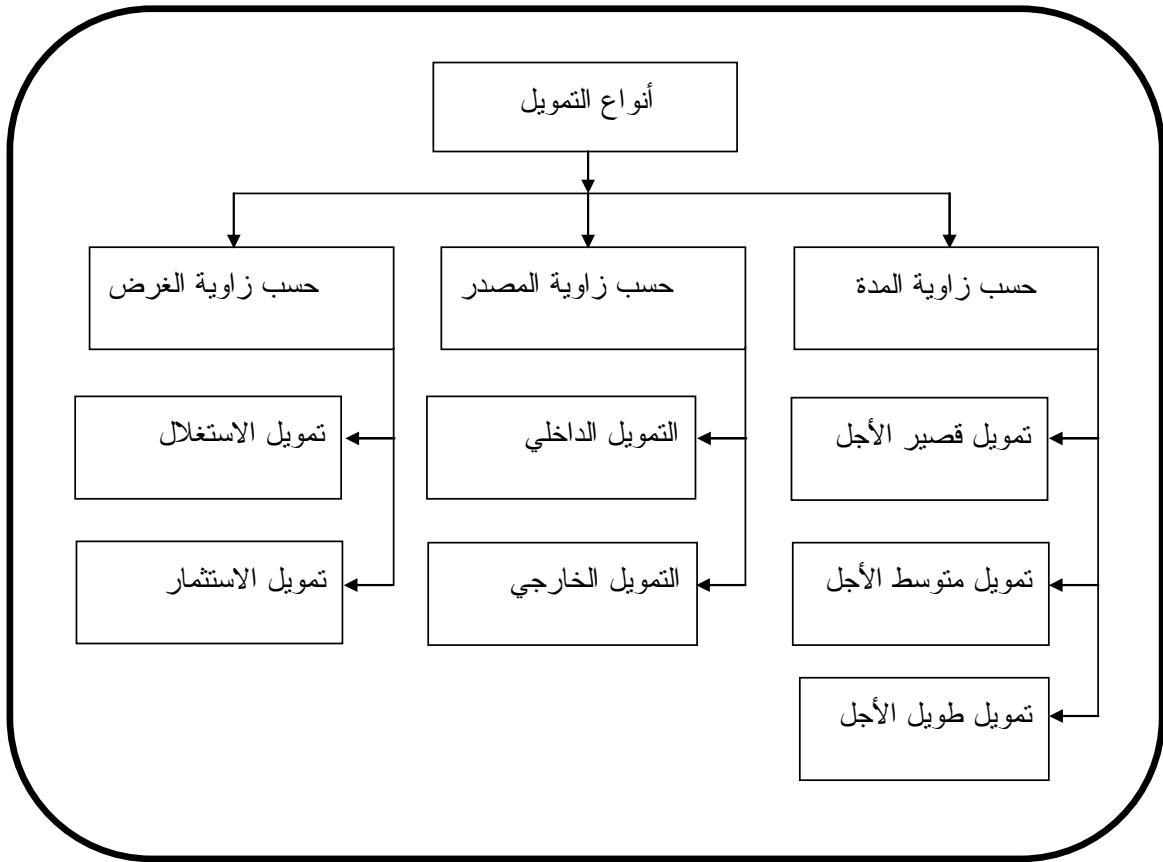 أنواع التمويل
حسب زاوية المدة
حسب زاوية المصدر
حسب زاوية الغرض
تمويل قصير الأجل
التمويل الداخلي
تمويل الاستغلال
تمويل متوسط الأجل
التمويل الخارجي
تمويل الاستثمار
تمويل طويل الأجل